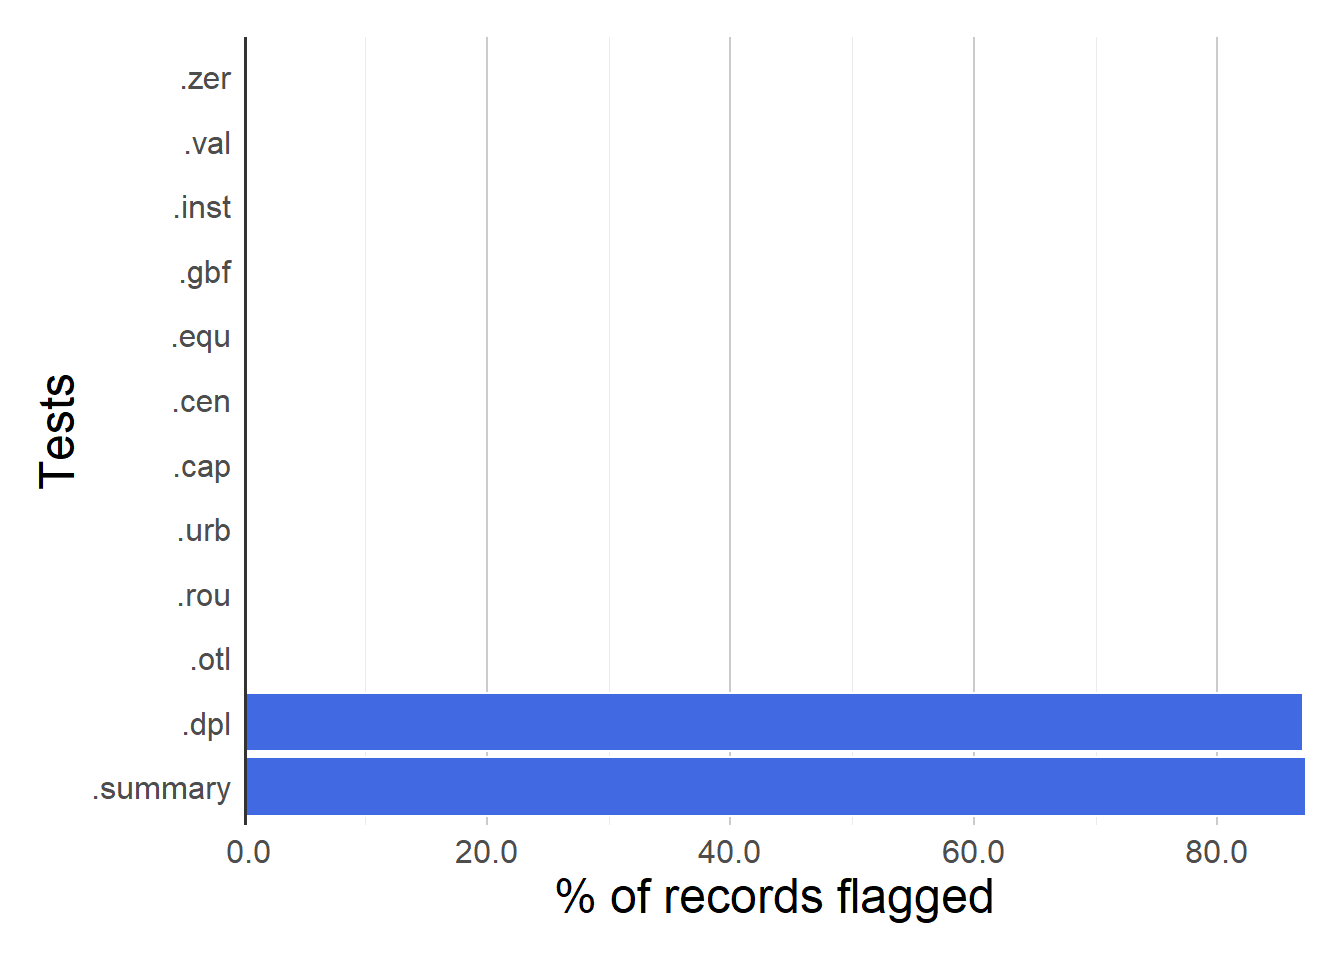 .zer
.val
.inst
.gbf
.equ
.cen
.cap
.urb
.rou
.otl
.dpl
.summary
Tests
0.0 20.0 40.0 60.0 80.0
% of records flagged